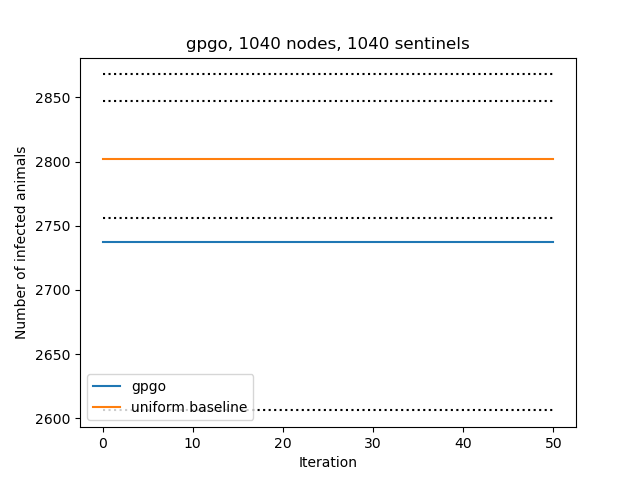 gpgo, 1040 nodes, 1040 sentinels
Number of infected animals
2850
2800
2750
2700
2650
2600
gpgo
uniform baseline
0 10 20 30 40 50
Iteration